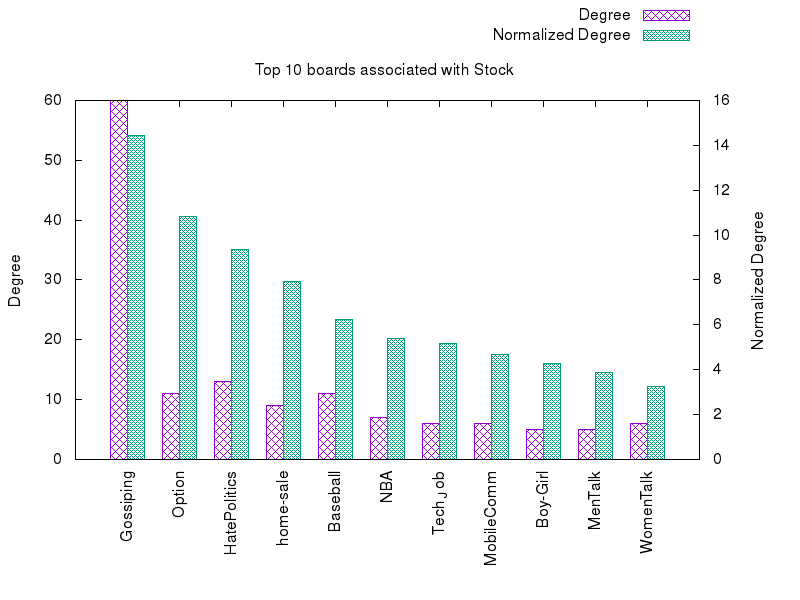 Degree
Normalized Degree
Top 10 boards associated with Stock
60
50
40
30
20
10
0
16
14
12
10
8
6
4
2
0
Degree
Normalized Degree
Gossiping
Option
HatePolitics
home-sale
Baseball
NBA
TechJob
MobileComm
Boy-Girl
MenTalk
WomenTalk